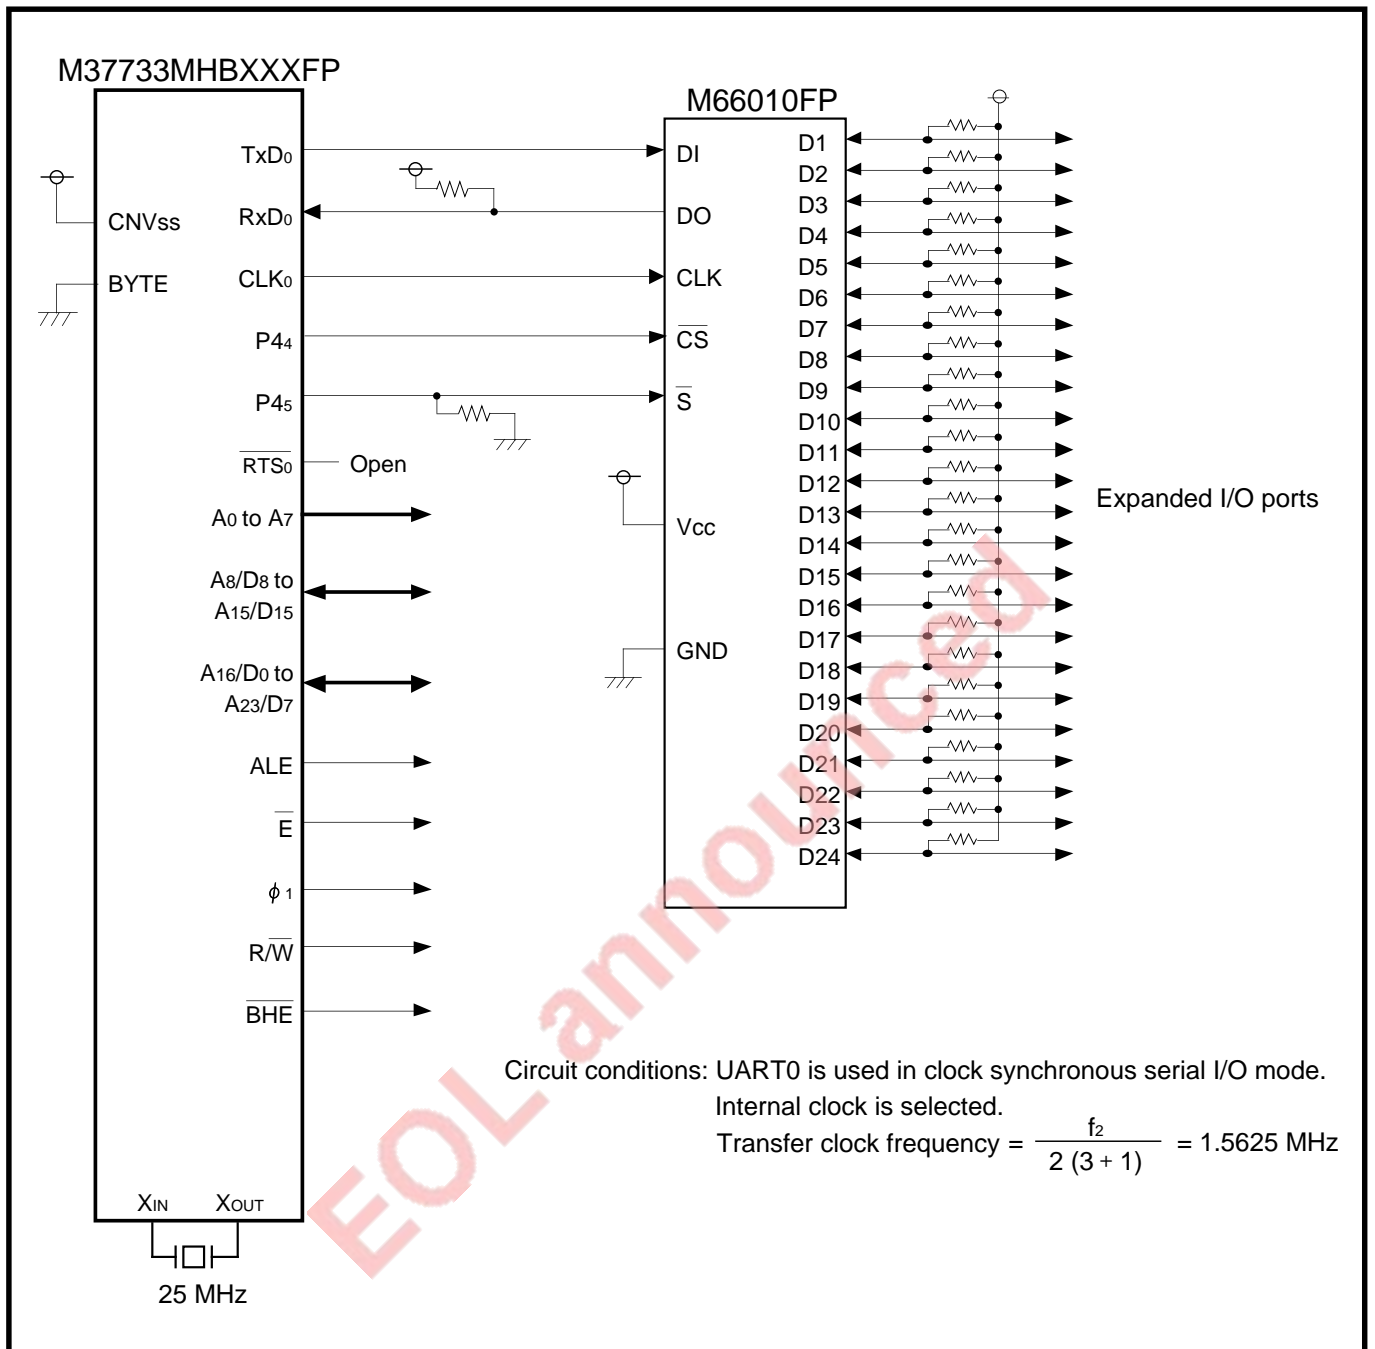 M37733MHBXXXFP
TxD0
RxD0
CNVss
BYTE
CLK0
P44
P45
RTS0
Open
A0 to A7
A8/D8 to
A15/D15
A16/D0 to
A23/D7
ALE
E
ϕ 1
R/W
BHE
XIN
XOUT
25 MHz
M66010FP
DI
DO
CLK
CS
S
Vcc
GND
D1
D2
D3
D4
D5
D6
D7
D8
D9
D10
D11
D12
D13
D14
D15
D16
D17
D18
D19
D20
D21
D22
D23
D24
Expanded I/O ports
EOL announced
Circuit conditions: UART0 is used in clock synchronous serial I/O mode.
Internal clock is selected.
Transfer clock frequency = f2 / 2 (3 + 1) = 1.5625 MHz